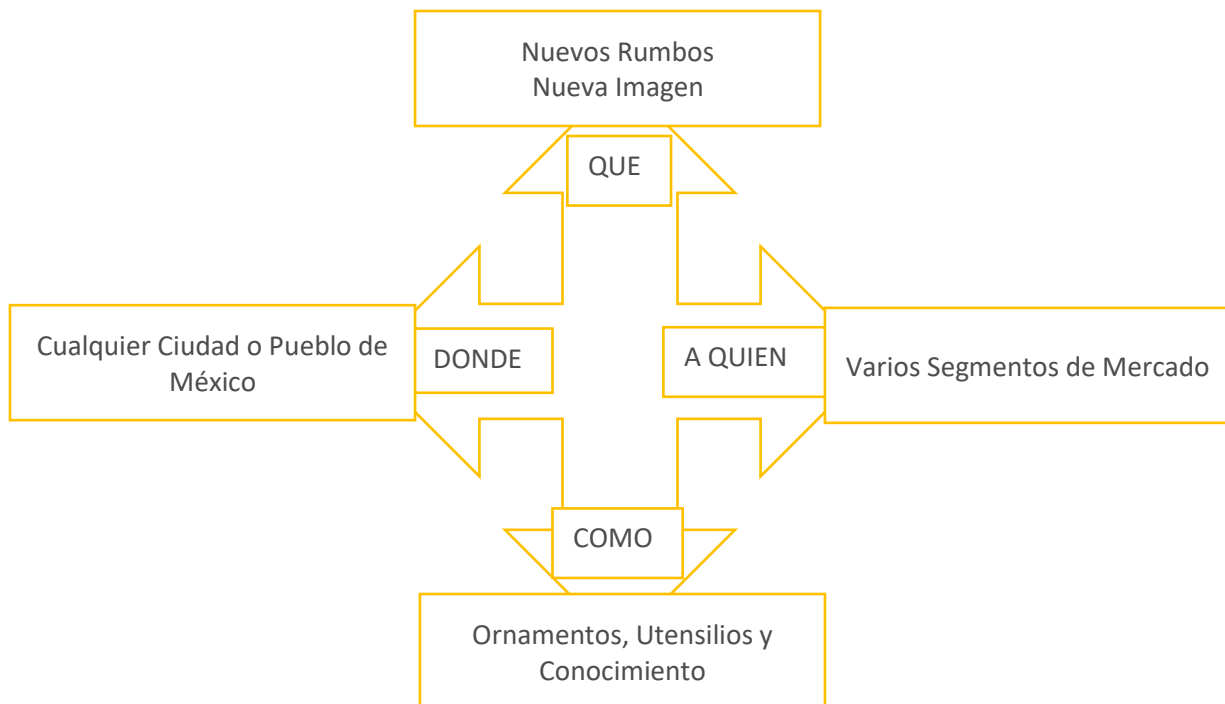 Nuevos Rumbos
Nueva Imagen
QUE
Cualquier Ciudad o Pueblo de
México
DONDE
A QUIEN
Varios Segmentos de Mercado
COMO
Ornamentos, Utensilios y
Conocimiento